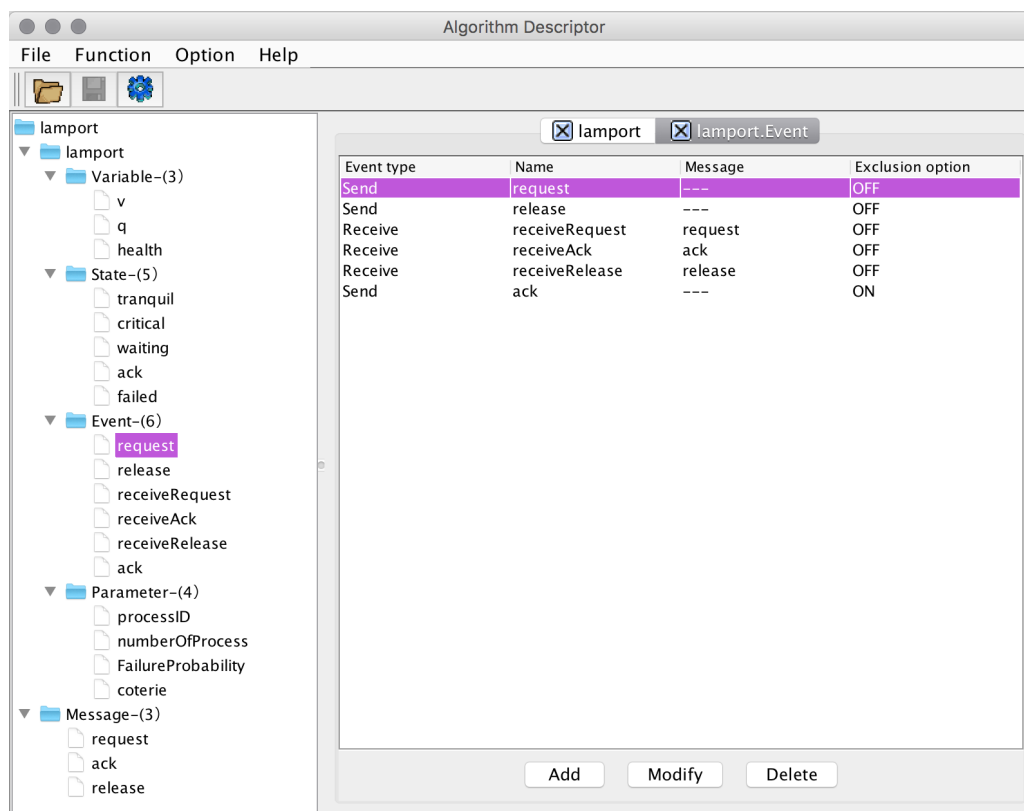 Algorithm Descriptor
File Function Option Help
lamport
lamport
Variable-(3)
v
q
health
State-(5)
tranquil
critical
waiting
ack
failed
Event-(6)
request
release
receiveRequest
receiveAck
receiveRelease
ack
Parameter-(4)
processID
numberOfProcess
FailureProbability
coterie
Message-(3)
request
ack
release
lamport lamport.Event
Event type Name Message Exclusion option
Send request --- OFF
Send release --- OFF
Receive receiveRequest request OFF
Receive receiveAck ack OFF
Receive receiveRelease release OFF
Send ack --- ON
Add Modify Delete